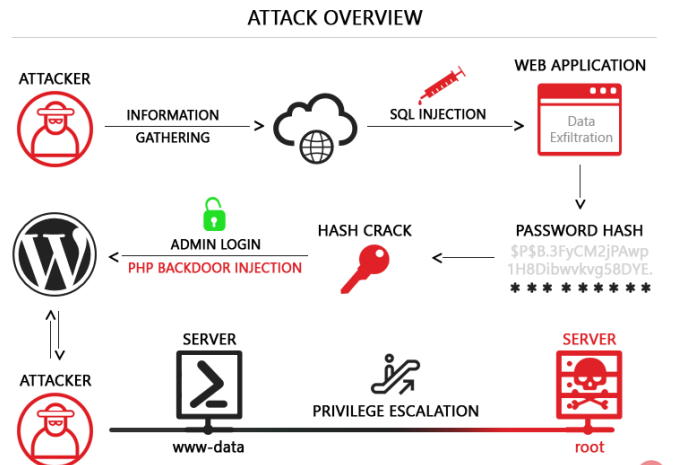 ATTACK OVERVIEW
ATTACKER
INFORMATION
GATHERING
SQL INJECTION
WEB APPLICATION
Data
Exfiltration
ADMIN LOGIN
PHP BACKDOOR INJECTION
HASH CRACK
PASSWORD HASH
$P$B.3FyCM2jPAwp
1H8Dibwvkvg58DYE.
* * * * * * * * *
ATTACKER
SERVER
www-data
PRIVILEGE ESCALATION
SERVER
root